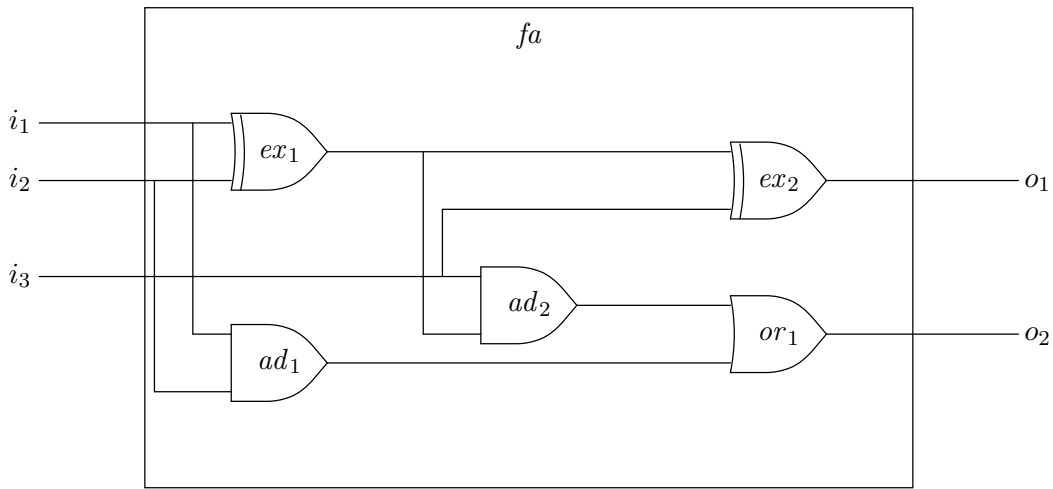 fa
i₁
ex₁
i₂
ex₂
o₁
i₃
ad₂
ad₁
or₁
o₂